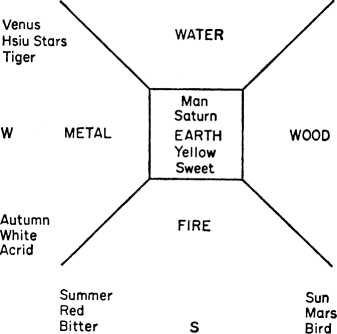 Venus
Hsiu Stars
Tiger
WATER
Man
Saturn
W METAL EARTH WOOD
Yellow
Sweet
Autumn
White
Acrid
FIRE
Summer
Red
Bitter
S
Sun
Mars
Bird